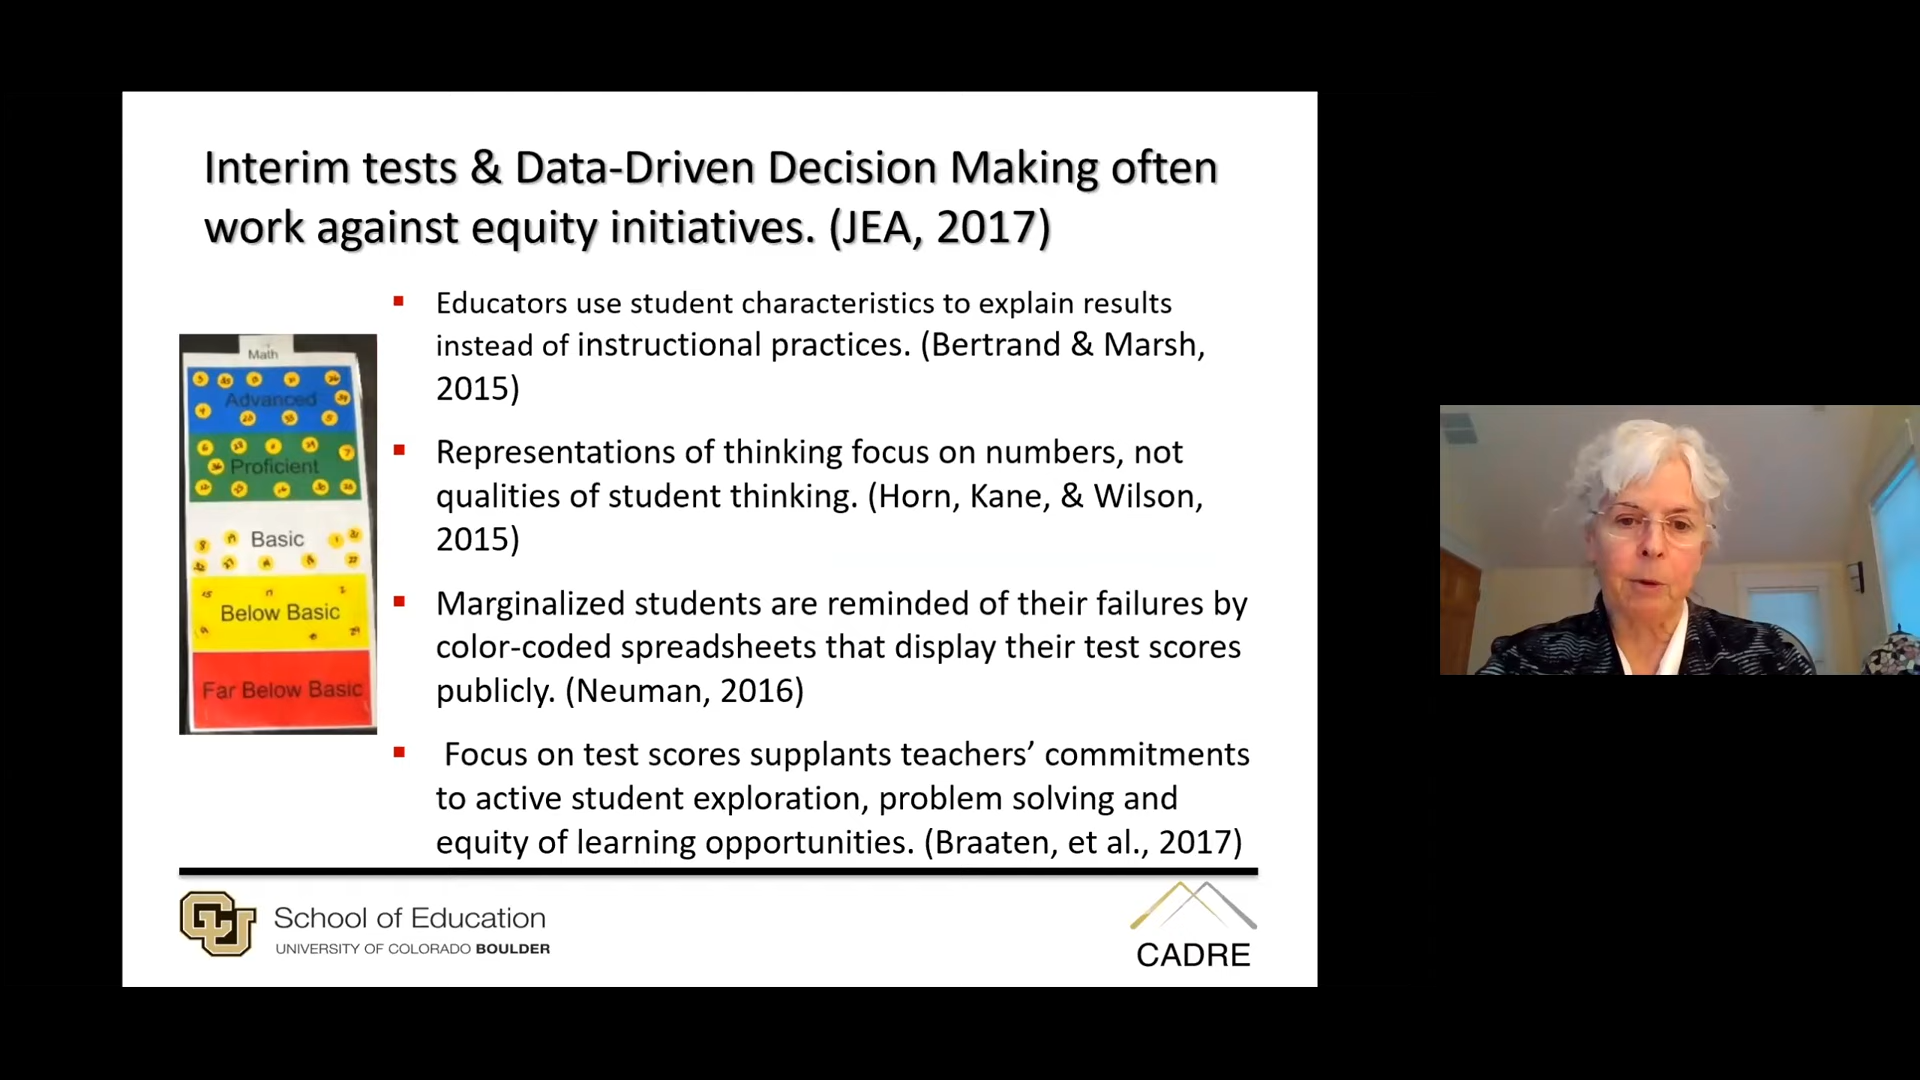 Interim tests & Data-Driven Decision Making often
work against equity initiatives. (JEA, 2017)
Educators use student characteristics to explain results
instead of instructional practices. (Bertrand & Marsh,
2015)
Representations of thinking focus on numbers, not
qualities of student thinking. (Horn, Kane, & Wilson,
2015)
Marginalized students are reminded of their failures by
color-coded spreadsheets that display their test scores
publicly. (Neuman, 2016)
Focus on test scores supplants teachers’ commitments
to active student exploration, problem solving and
equity of learning opportunities. (Braaten, et al., 2017)
Math
Advanced
Proficient
Basic
Below Basic
Far Below Basic
CU
School of Education
UNIVERSITY OF COLORADO BOULDER
CADRE